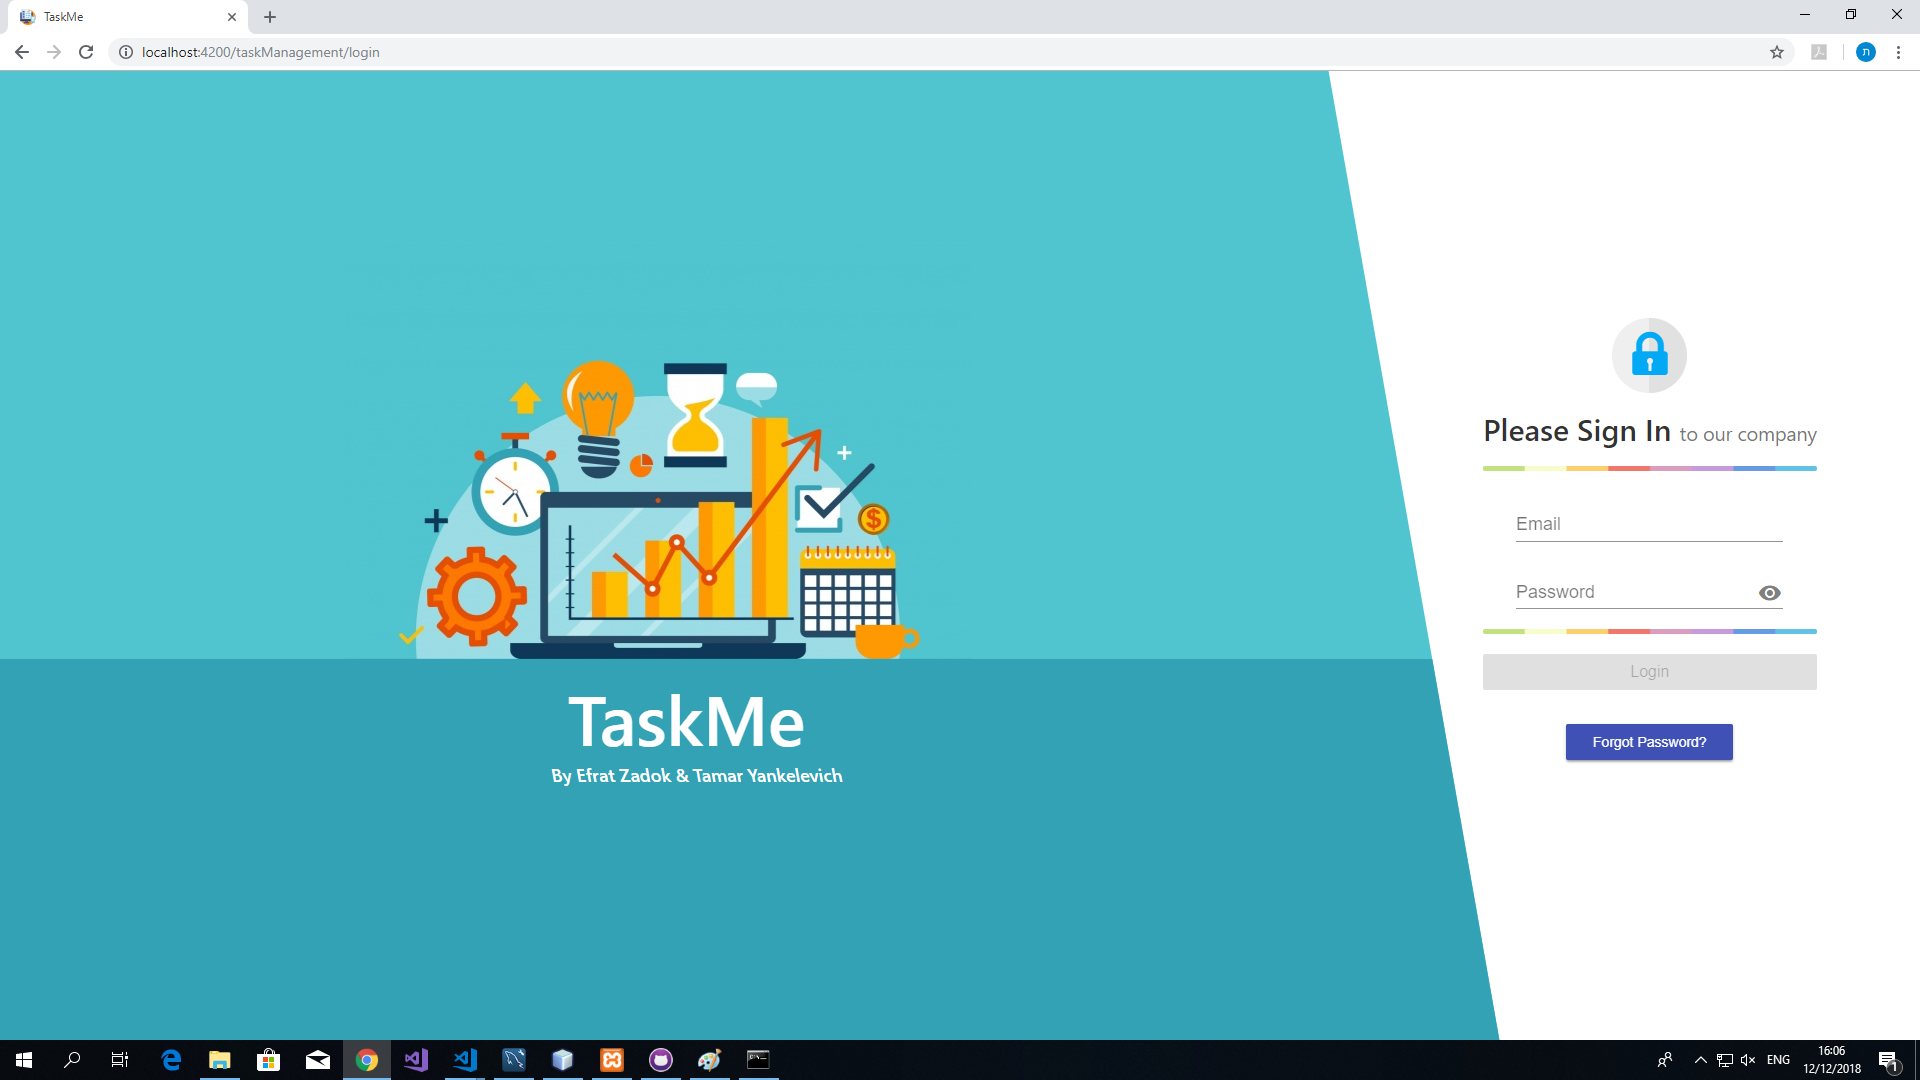 TaskMe
localhost:4200/taskManagement/login
ת
$
TaskMe
By Efrat Zadok & Tamar Yankelevich
Please Sign In to our company
Email
Password
Login
Forgot Password?
ENG
16:06
12/12/2018
1